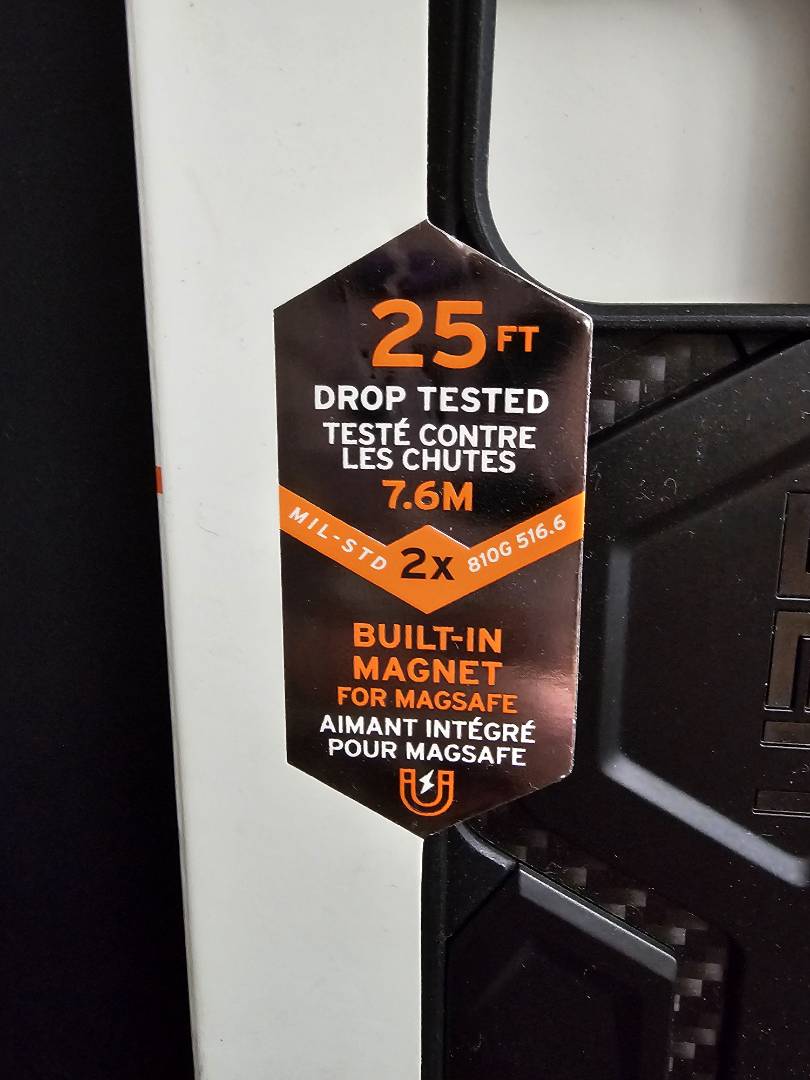 25 FT
DROP TESTED
TESTÉ CONTRE
LES CHUTES
7.6M
MIL-STD 2x 810G 516.6
BUILT-IN
MAGNET
FOR MAGSAFE
AIMANT INTÉGRÉ
POUR MAGSAFE